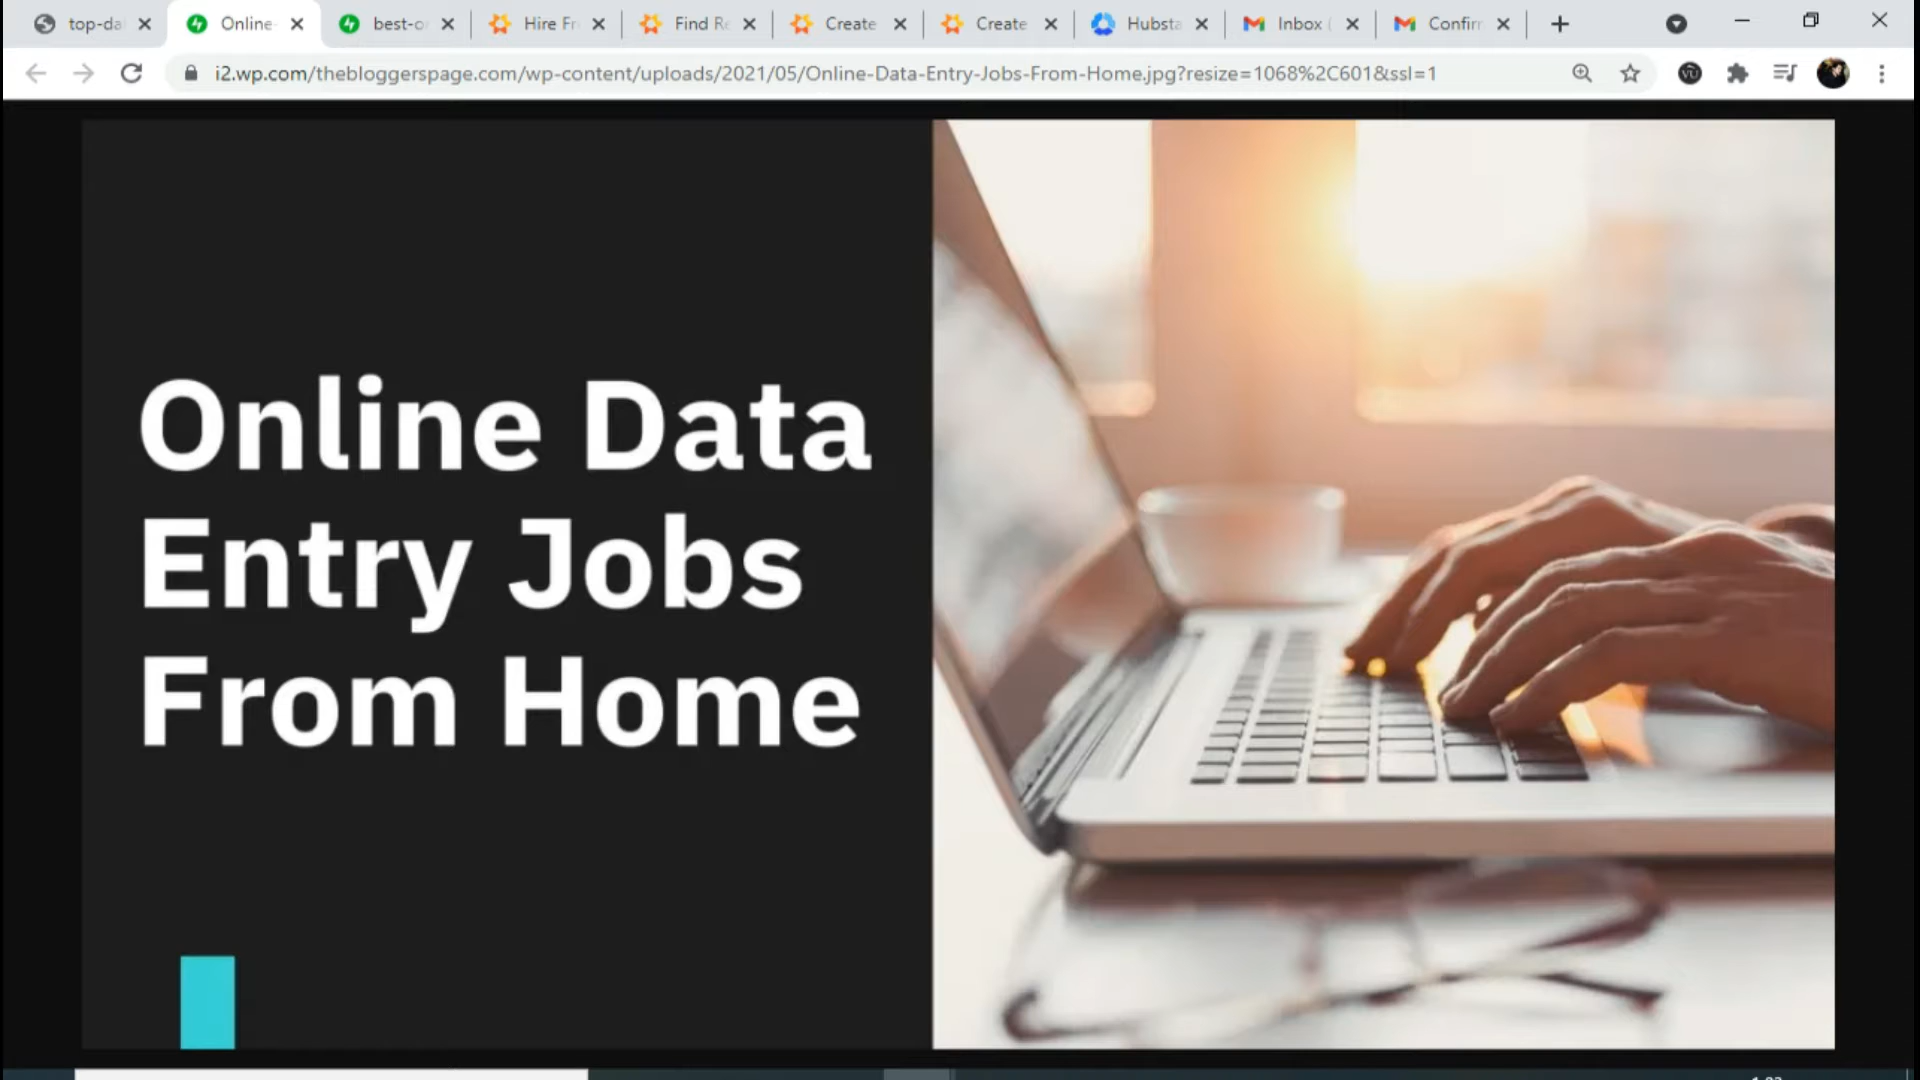 top-da
Online-
best-o
Hire Fr
Find Re
Create
Create
Hubsta
Inbox (
Confirm
i2.wp.com/thebloggerspage.com/wp-content/uploads/2021/05/Online-Data-Entry-Jobs-From-Home.jpg?resize=1068%2C601&ssl=1
Online Data
Entry Jobs
From Home